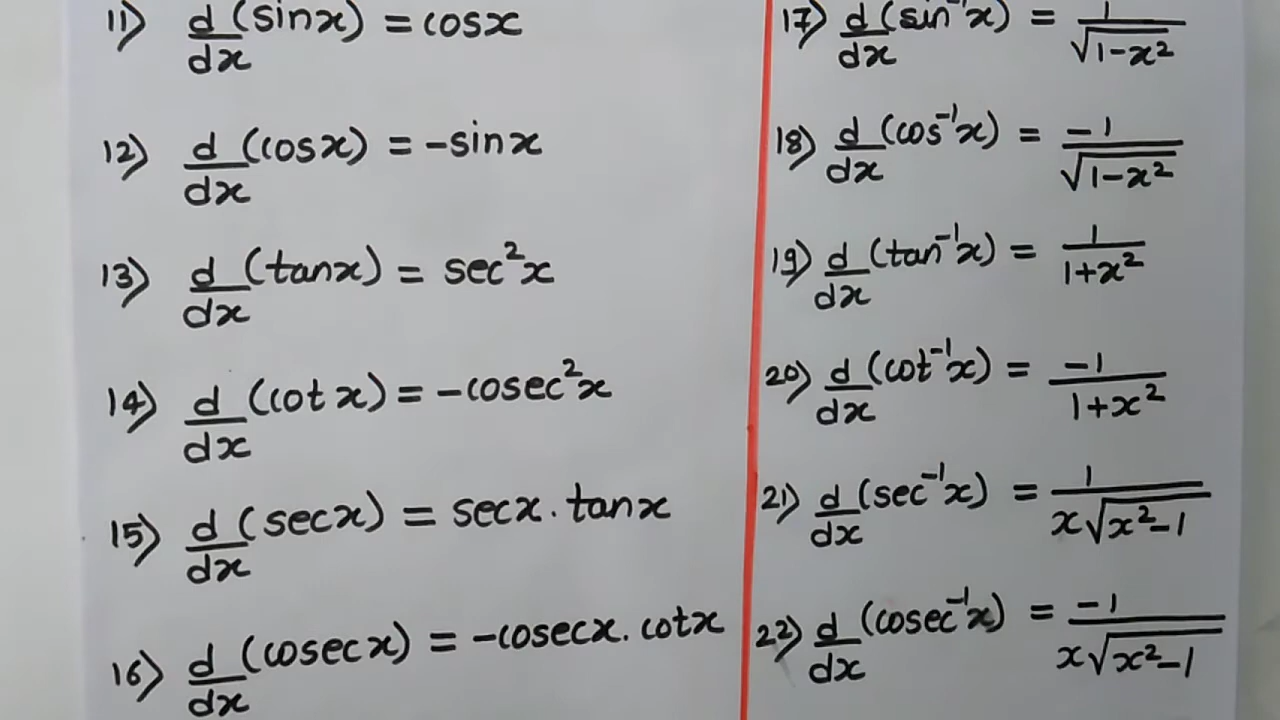 11) d/dx (sinx) = cosx
12) d/dx (cosx) = -sinx
13) d/dx (tanx) = sec²x
14) d/dx (cotx) = -cosec²x
15) d/dx (secx) = secx.tanx
16) d/dx (cosecx) = -cosecx.cotx
17) d/dx (sin⁻¹x) = 1/√(1-x²)
18) d/dx (cos⁻¹x) = -1/√(1-x²)
19) d/dx (tan⁻¹x) = 1/(1+x²)
20) d/dx (cot⁻¹x) = -1/(1+x²)
21) d/dx (sec⁻¹x) = 1/(x√(x²-1))
22) d/dx (cosec⁻¹x) = -1/(x√(x²-1))